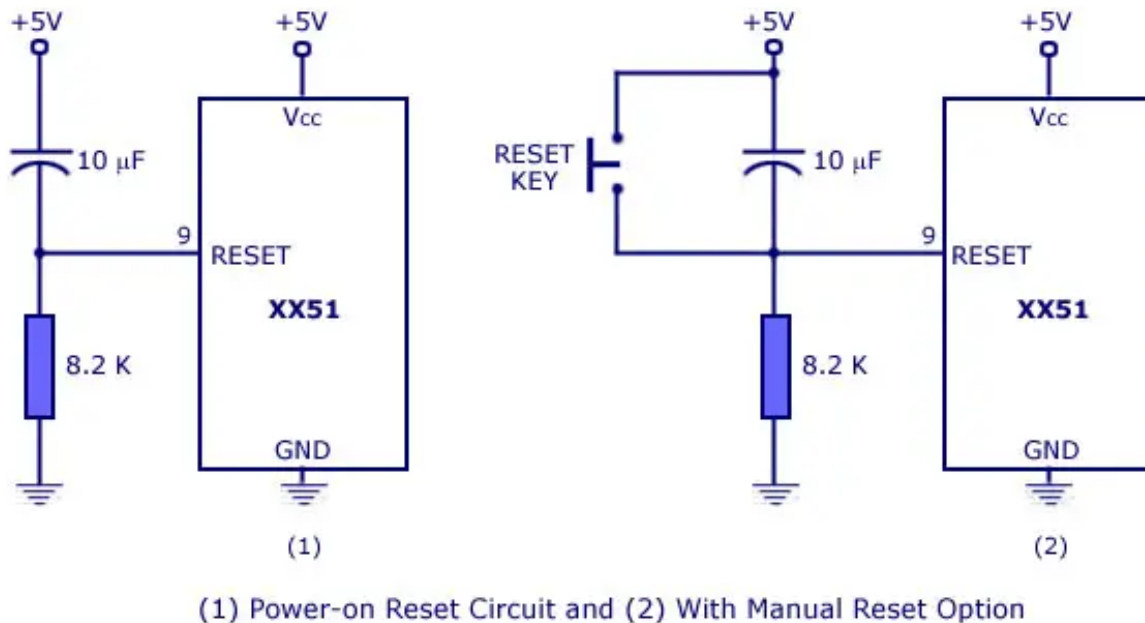 +5V
+5V
Vcc
10 μF
9
RESET
XX51
8.2 K
GND
(1)
+5V
+5V
Vcc
RESET
KEY
10 μF
9
RESET
XX51
8.2 K
GND
(2)
(1) Power-on Reset Circuit and (2) With Manual Reset Option